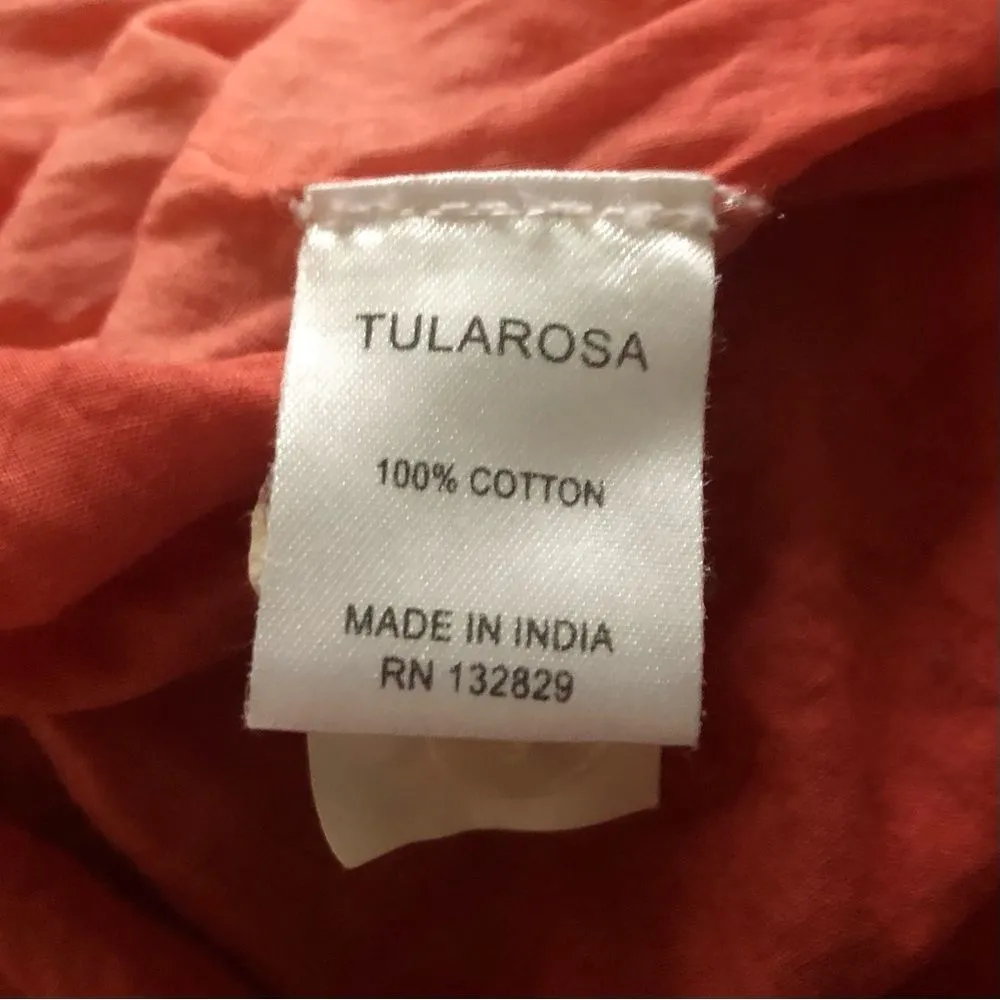 TULAROSA
100% COTTON
MADE IN INDIA
RN 132829